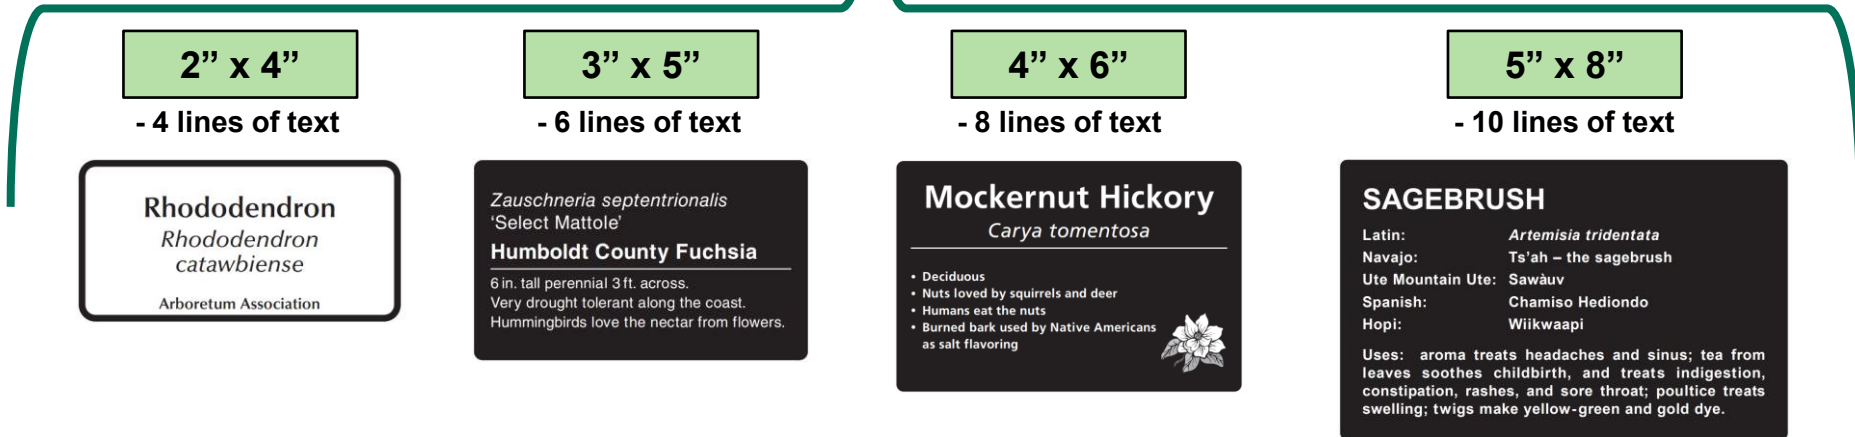 2” x 4”
- 4 lines of text
Rhododendron
Rhododendron
catawbiense
Arboretum Association
3” x 5”
- 6 lines of text
Zauschneria septentrionalis
‘Select Mattole’
Humboldt County Fuchsia
6 in. tall perennial 3 ft. across.
Very drought tolerant along the coast.
Hummingbirds love the nectar from flowers.
4” x 6”
- 8 lines of text
Mockernut Hickory
Carya tomentosa
• Deciduous
• Nuts loved by squirrels and deer
• Humans eat the nuts
• Burned bark used by Native Americans
as salt flavoring
5” x 8”
- 10 lines of text
SAGEBRUSH
Latin: Artemisia tridentata
Navajo: Ts’ah – the sagebrush
Ute Mountain Ute: Sawàuv
Spanish: Chamiso Hediondo
Hopi: Wiikwaapi
Uses: aroma treats headaches and sinus; tea from
leaves soothes childbirth, and treats indigestion,
constipation, rashes, and sore throat; poultice treats
swelling; twigs make yellow-green and gold dye.